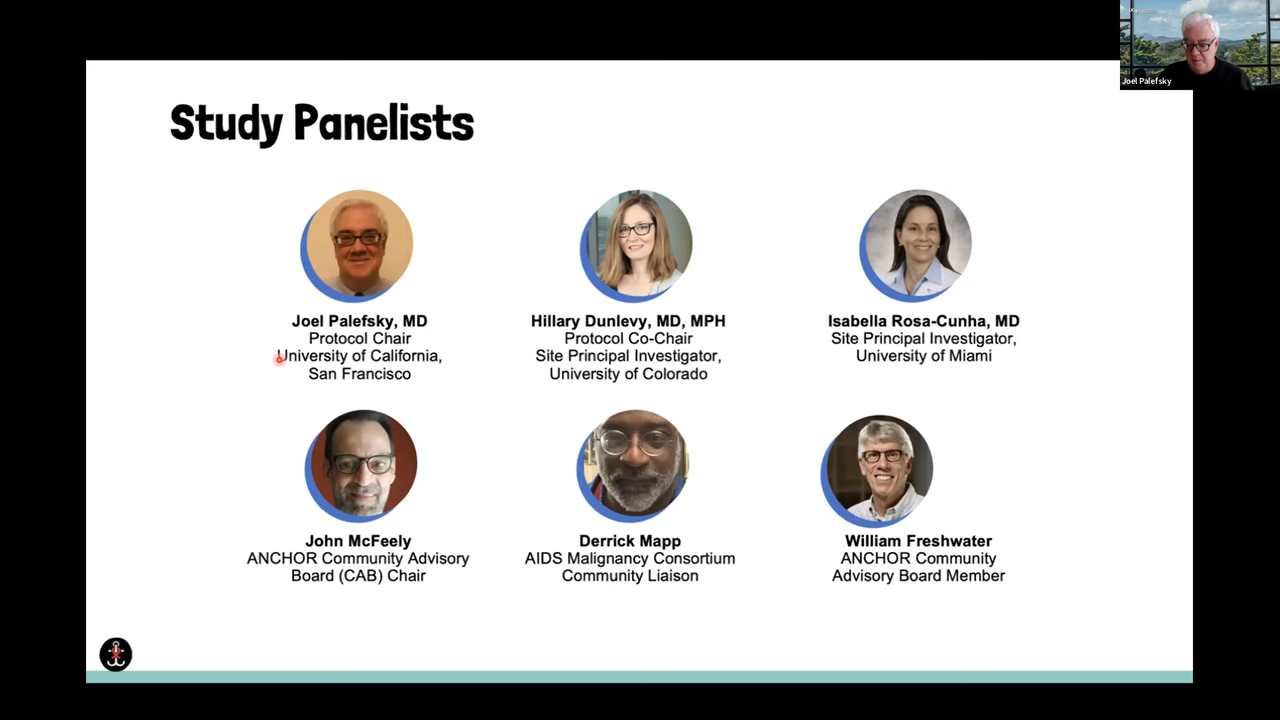 Joel Palefsky
Study Panelists
Joel Palefsky, MD
Protocol Chair
University of California,
San Francisco
Hillary Dunlevy, MD, MPH
Protocol Co-Chair
Site Principal Investigator,
University of Colorado
Isabella Rosa-Cunha, MD
Site Principal Investigator,
University of Miami
John McFeely
ANCHOR Community Advisory
Board (CAB) Chair
Derrick Mapp
AIDS Malignancy Consortium
Community Liaison
William Freshwater
ANCHOR Community
Advisory Board Member